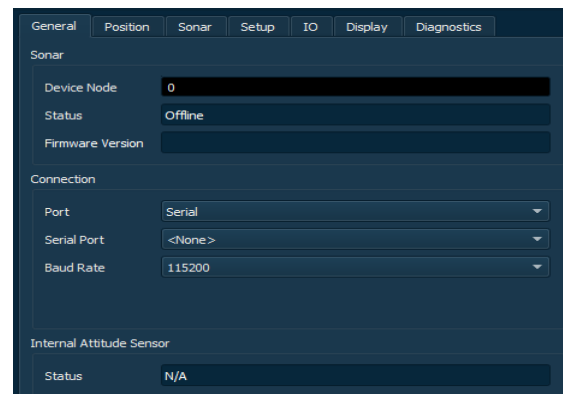 General Position Sonar Setup IO Display Diagnostics
Sonar
Device Node 0
Status Offline
Firmware Version
Connection
Port Serial
Serial Port <None>
Baud Rate 115200
Internal Attitude Sensor
Status N/A